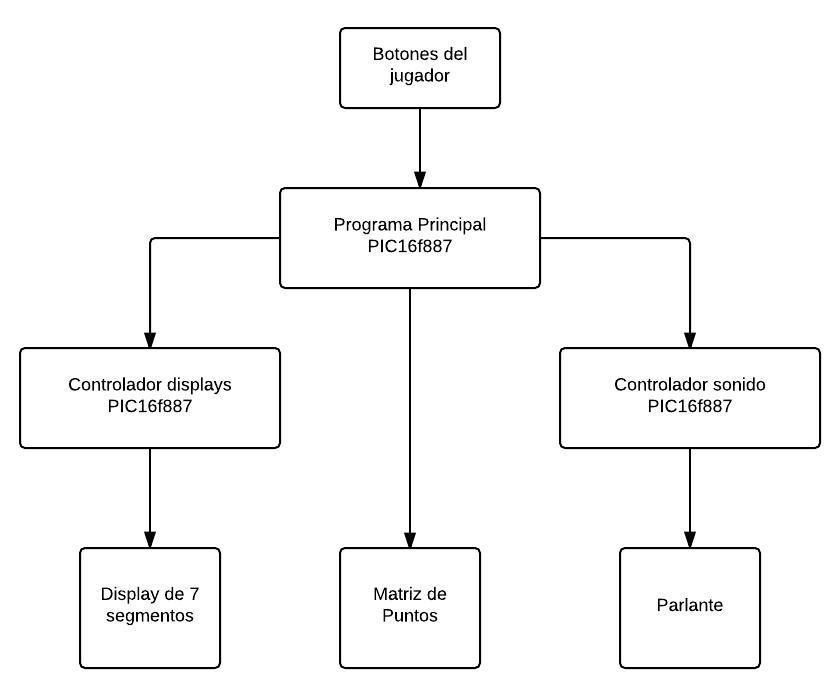 Botones del
jugador
Programa Principal
PIC16f887
Controlador displays
PIC16f887
Controlador sonido
PIC16f887
Display de 7
segmentos
Matriz de
Puntos
Parlante